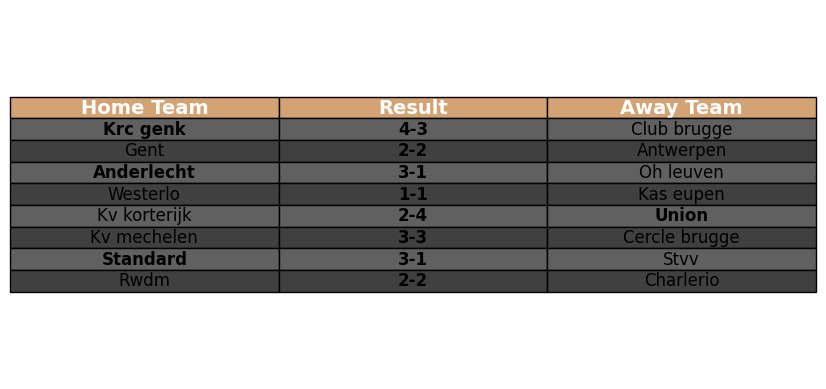 Home Team Result Away Team
Krc genk 4-3 Club brugge
Gent 2-2 Antwerpen
Anderlecht 3-1 Oh leuven
Westerlo 1-1 Kas eupen
Kv korterijk 2-4 Union
Kv mechelen 3-3 Cercle brugge
Standard 3-1 Stvv
Rwdm 2-2 Charlerio